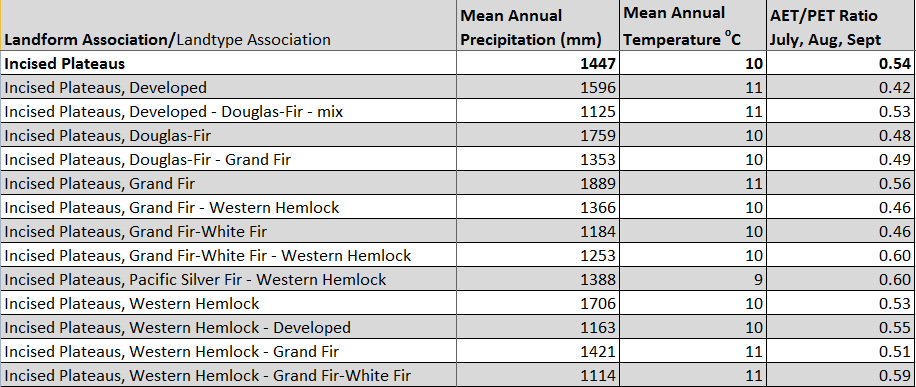 Landform Association/Landtype Association Mean Annual Precipitation (mm) Mean Annual Temperature °C AET/PET Ratio July, Aug, Sept
Incised Plateaus 1447 10 0.54
Incised Plateaus, Developed 1596 11 0.42
Incised Plateaus, Developed - Douglas-Fir - mix 1125 11 0.53
Incised Plateaus, Douglas-Fir 1759 10 0.48
Incised Plateaus, Douglas-Fir - Grand Fir 1353 10 0.49
Incised Plateaus, Grand Fir 1889 11 0.56
Incised Plateaus, Grand Fir - Western Hemlock 1366 10 0.46
Incised Plateaus, Grand Fir-White Fir 1184 10 0.46
Incised Plateaus, Grand Fir-White Fir - Western Hemlock 1253 10 0.60
Incised Plateaus, Pacific Silver Fir - Western Hemlock 1388 9 0.60
Incised Plateaus, Western Hemlock 1706 10 0.53
Incised Plateaus, Western Hemlock - Developed 1163 10 0.55
Incised Plateaus, Western Hemlock - Grand Fir 1421 11 0.51
Incised Plateaus, Western Hemlock - Grand Fir-White Fir 1114 11 0.59